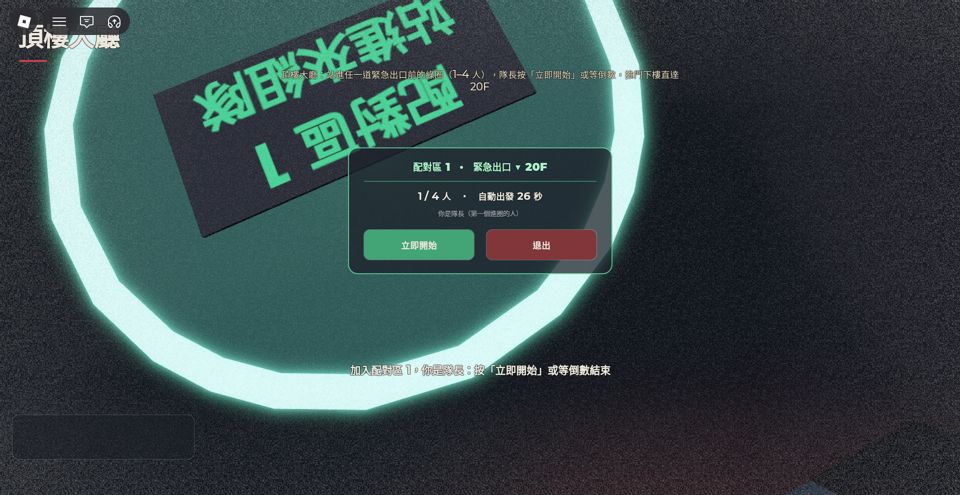 頂樓大廳
頂樓大廳：站進任一道緊急出口前的綠圈（1–4 人），隊長按「立即開始」或等倒數，推門下樓直達
20F
站進來組隊
配對區 1
配對區 1 • 緊急出口 ▼ 20F
1 / 4 人 • 自動出發 26 秒
你是隊長（第一個進圈的人）
立即開始
退出
加入配對區 1，你是隊長：按「立即開始」或等倒數結束